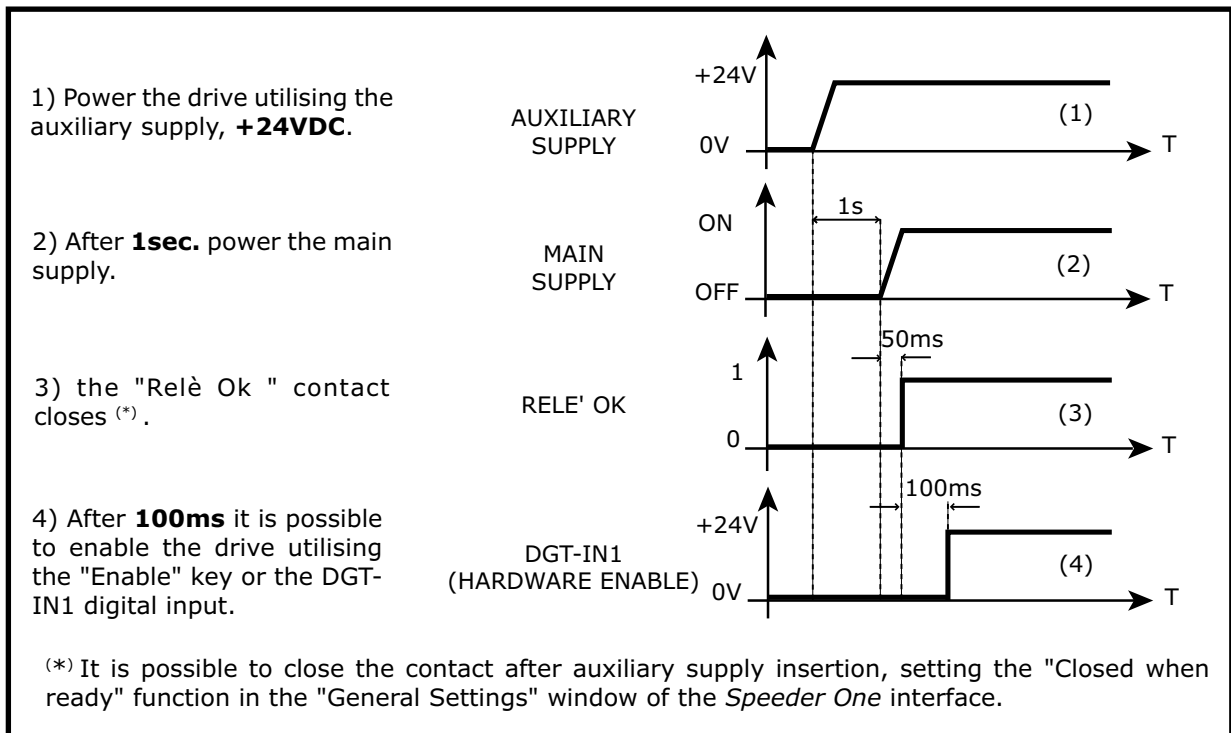 1) Power the drive utilising the
auxiliary supply, +24VDC.
AUXILIARY
SUPPLY
+24V
0V
(1)
T
2) After 1sec. power the main
supply.
MAIN
SUPPLY
ON
OFF
1s
(2)
T
3) the "Relè Ok " contact
closes (*) .
RELE' OK
1
0
50ms
(3)
T
4) After 100ms it is possible
to enable the drive utilising
the "Enable" key or the DGT-
IN1 digital input.
DGT-IN1
(HARDWARE ENABLE)
+24V
0V
100ms
(4)
T
(*) It is possible to close the contact after auxiliary supply insertion, setting the "Closed when
ready" function in the "General Settings" window of the Speeder One interface.